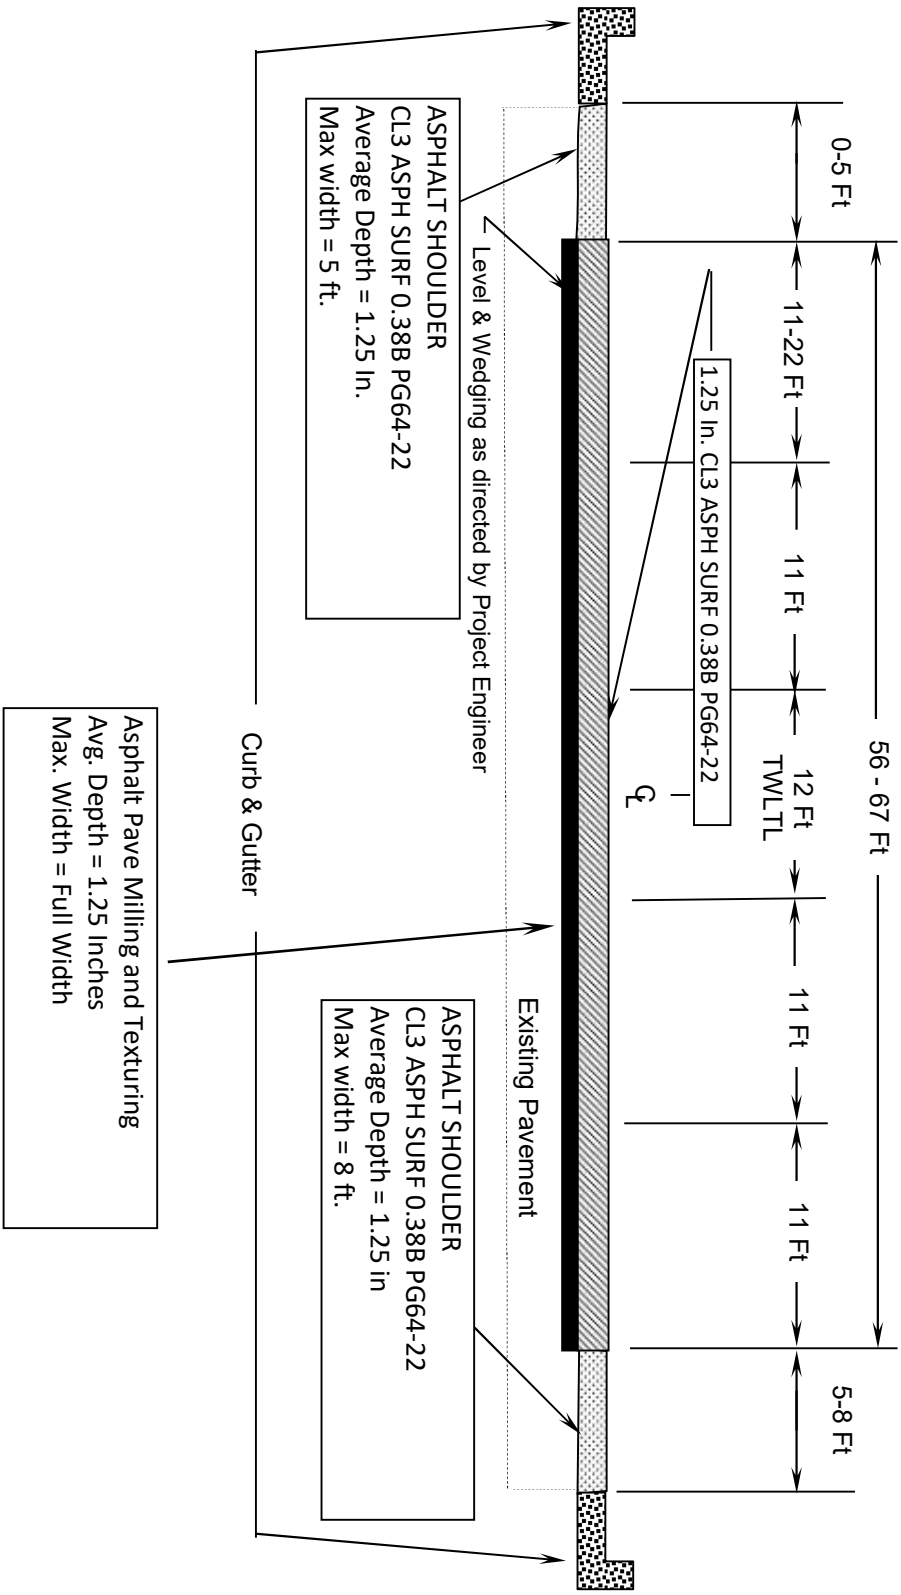 56 - 67 Ft
0-5 Ft
11-22 Ft
11 Ft
12 Ft
TWLTL
11 Ft
11 Ft
5-8 Ft
1.25 In. CL3 ASPH SURF 0.38B PG64-22
CL
Level & Wedging as directed by Project Engineer
Existing Pavement
ASPHALT SHOULDER
CL3 ASPH SURF 0.38B PG64-22
Average Depth = 1.25 In.
Max width = 5 ft.
ASPHALT SHOULDER
CL3 ASPH SURF 0.38B PG64-22
Average Depth = 1.25 in
Max width = 8 ft.
Curb & Gutter
Asphalt Pave Milling and Texturing
Avg. Depth = 1.25 Inches
Max. Width = Full Width